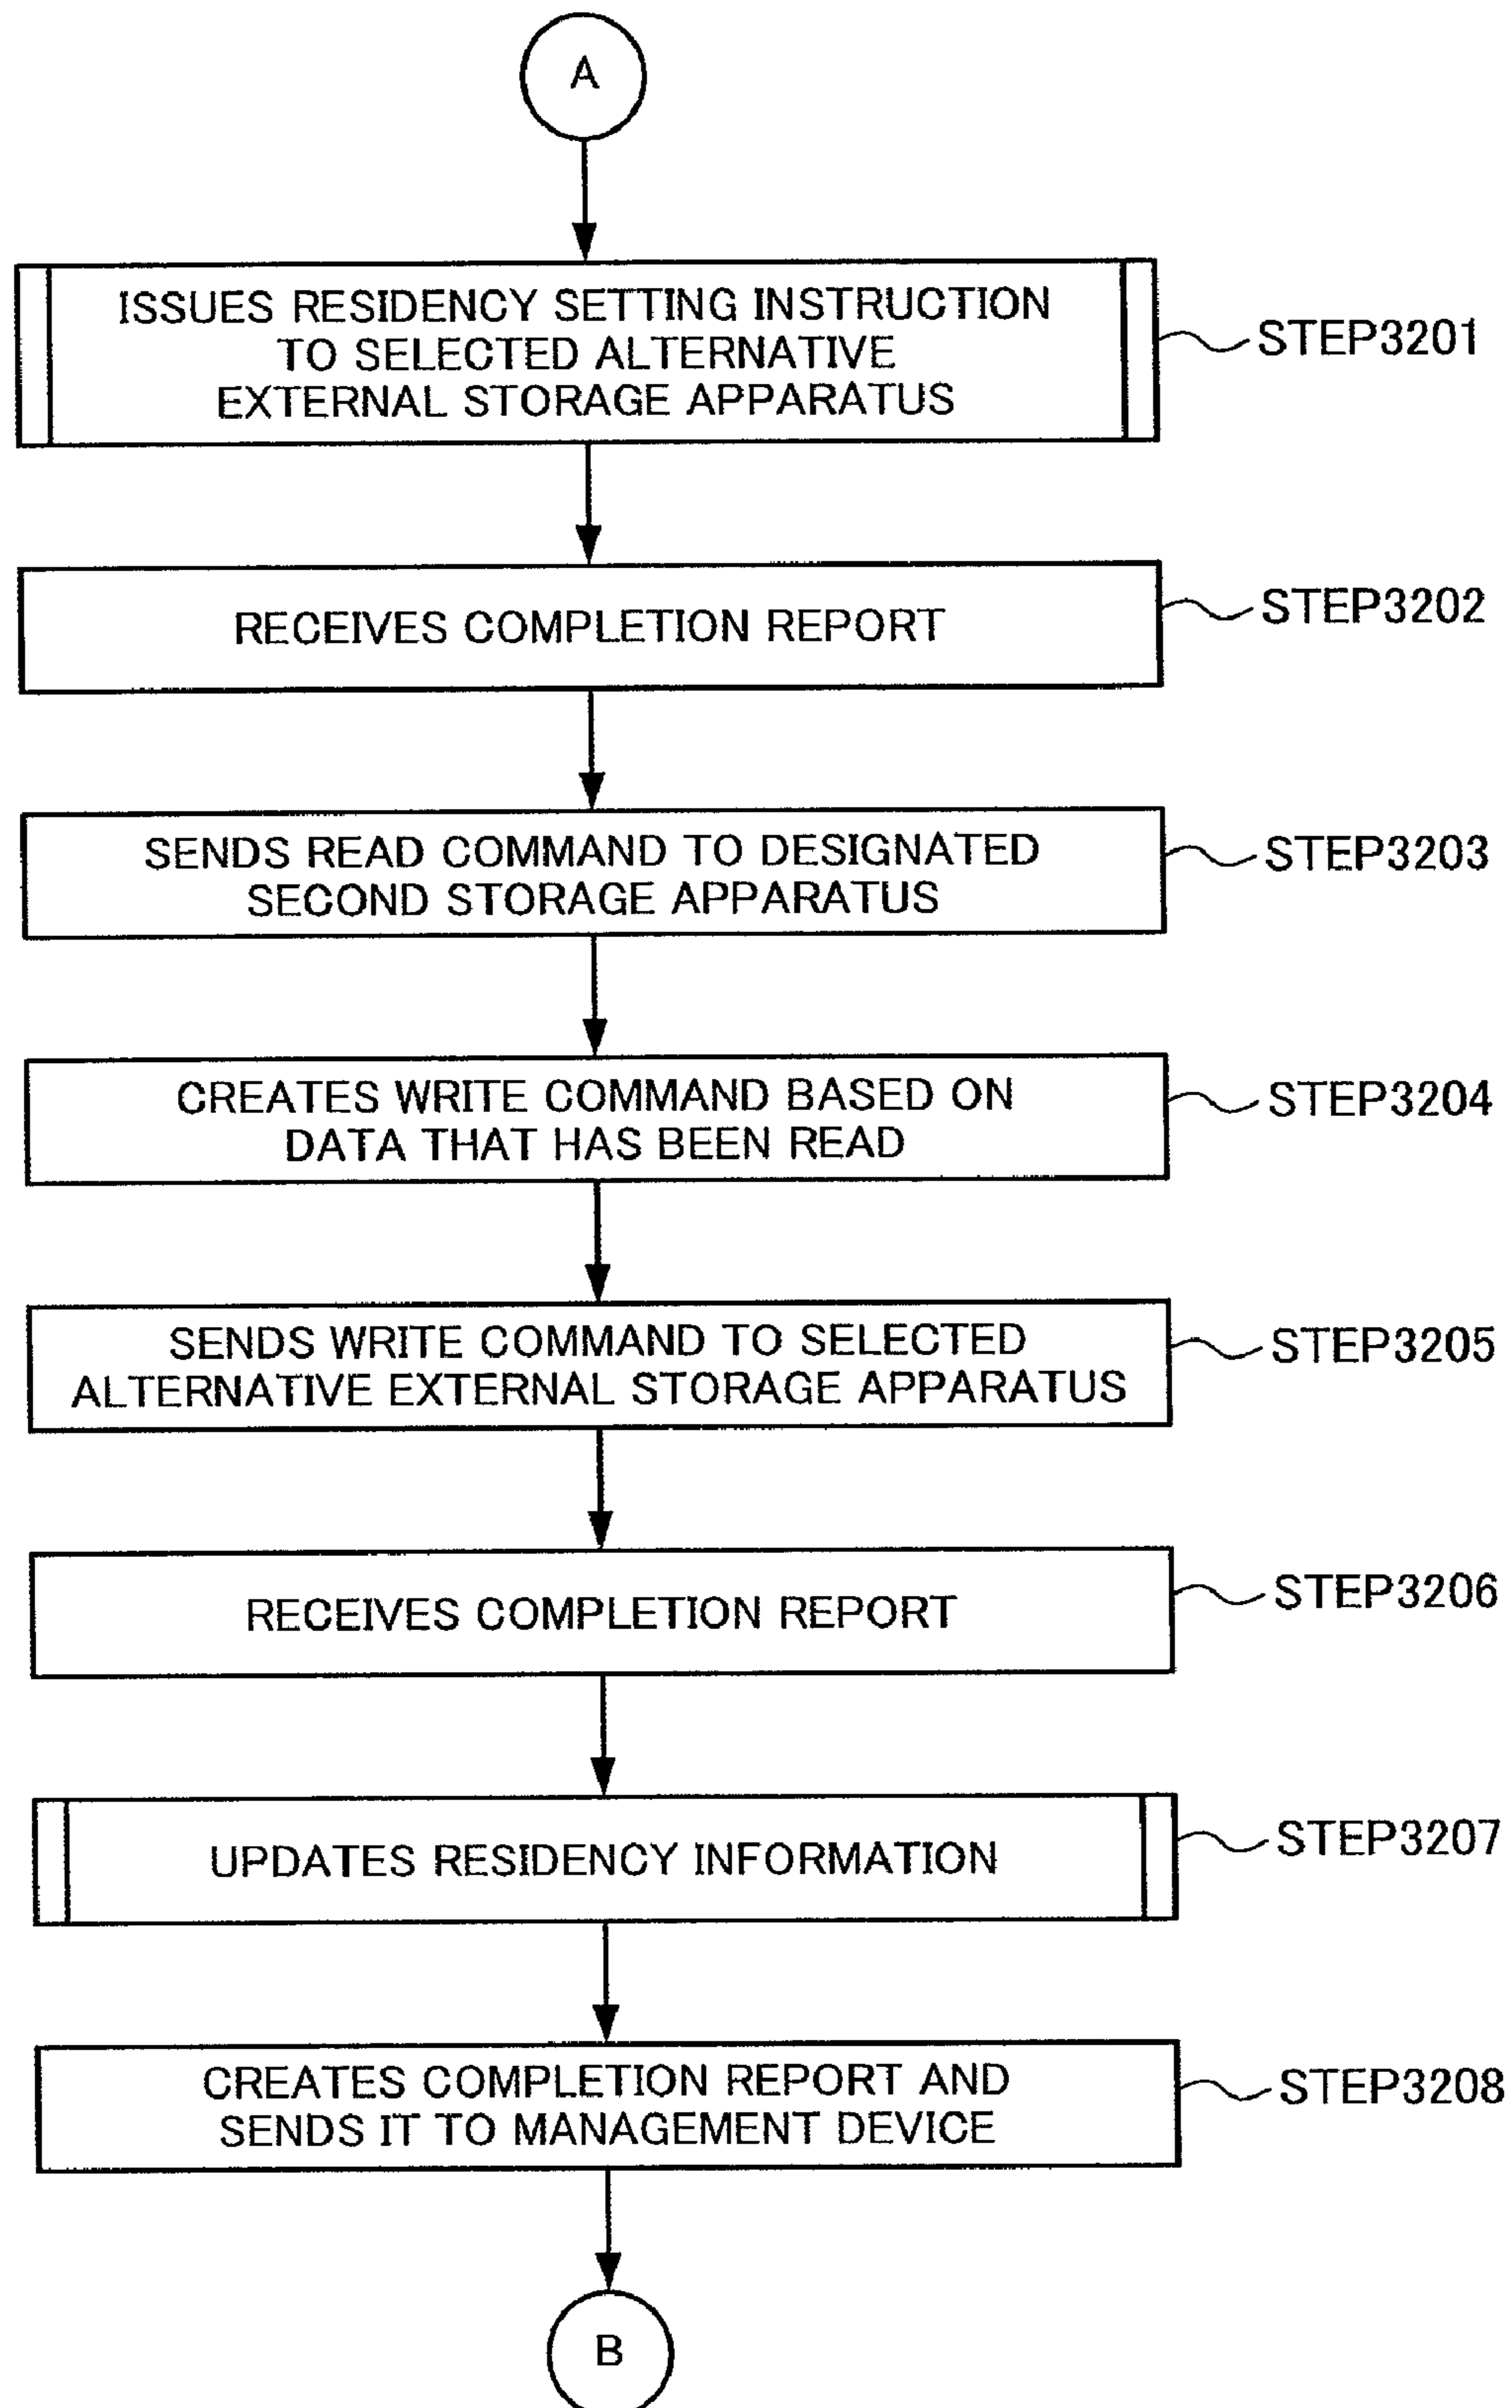 A
ISSUES RESIDENCY SETTING INSTRUCTION
TO SELECTED ALTERNATIVE
EXTERNAL STORAGE APPARATUS
STEP3201
RECEIVES COMPLETION REPORT
STEP3202
SENDS READ COMMAND TO DESIGNATED
SECOND STORAGE APPARATUS
STEP3203
CREATES WRITE COMMAND BASED ON
DATA THAT HAS BEEN READ
STEP3204
SENDS WRITE COMMAND TO SELECTED
ALTERNATIVE EXTERNAL STORAGE APPARATUS
STEP3205
RECEIVES COMPLETION REPORT
STEP3206
UPDATES RESIDENCY INFORMATION
STEP3207
CREATES COMPLETION REPORT AND
SENDS IT TO MANAGEMENT DEVICE
STEP3208
B